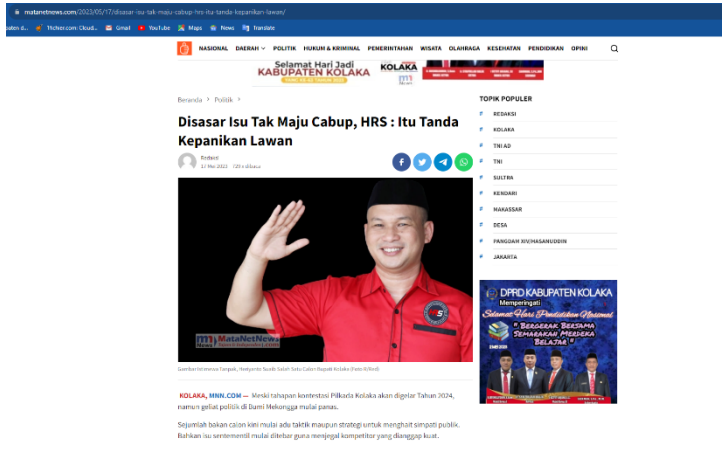 matanetnews.com/2023/05/17/disasar-isu-tak-maju-cabup-hrs-itu-tanda-kepanikan-lawan/
Gmail YouTube Maps News Translate
NASIONAL DAERAH POLITIK HUKUM & KRIMINAL PEMERINTAHAN WISATA OLAHRAGA KESEHATAN PENDIDIKAN OPINI
Selamat Hari Jadi
KABUPATEN KOLAKA
KOLAKA
Beranda > Politik >
Disasar Isu Tak Maju Cabup, HRS : Itu Tanda
Kepanikan Lawan
Redaksi
17 Mei 2023
MataNetNews
News
Kolaka (Foto
KOLAKA, MNN.COM — Meski tahapan kontestasi Pilkada Kolaka akan digelar Tahun 2024,
namun geliat politik di Bumi Mekongga mulai panas.
Sejumlah bakan calon kini mulai adu taktik maupun strategi untuk menghait simpati publik.
Bahkan isu sentementil mulai ditebar guna menjegal kompetitor yang dianggap kuat.
TOPIK POPULER
# REDAKSI
# KOLAKA
# TNI AD
# TNI
# SULTRA
# KENDARI
# MAKASSAR
# DESA
# PANGDAM XIV/HASANUDDIN
# JAKARTA
DPRD KABUPATEN KOLAKA
Memperingati
Selamat Hari Pendidikan Nasional
" BERGERAK BERSAMA
SEMARAKAN MERDEKA
BELAJAR "